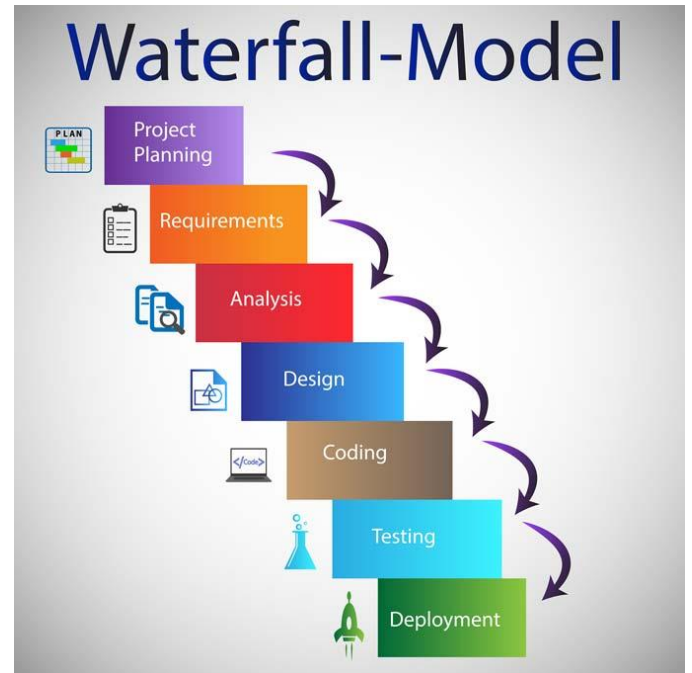 Waterfall-Model
PLAN
Project
Planning
Requirements
Analysis
Design
</Code>
Coding
Testing
Deployment